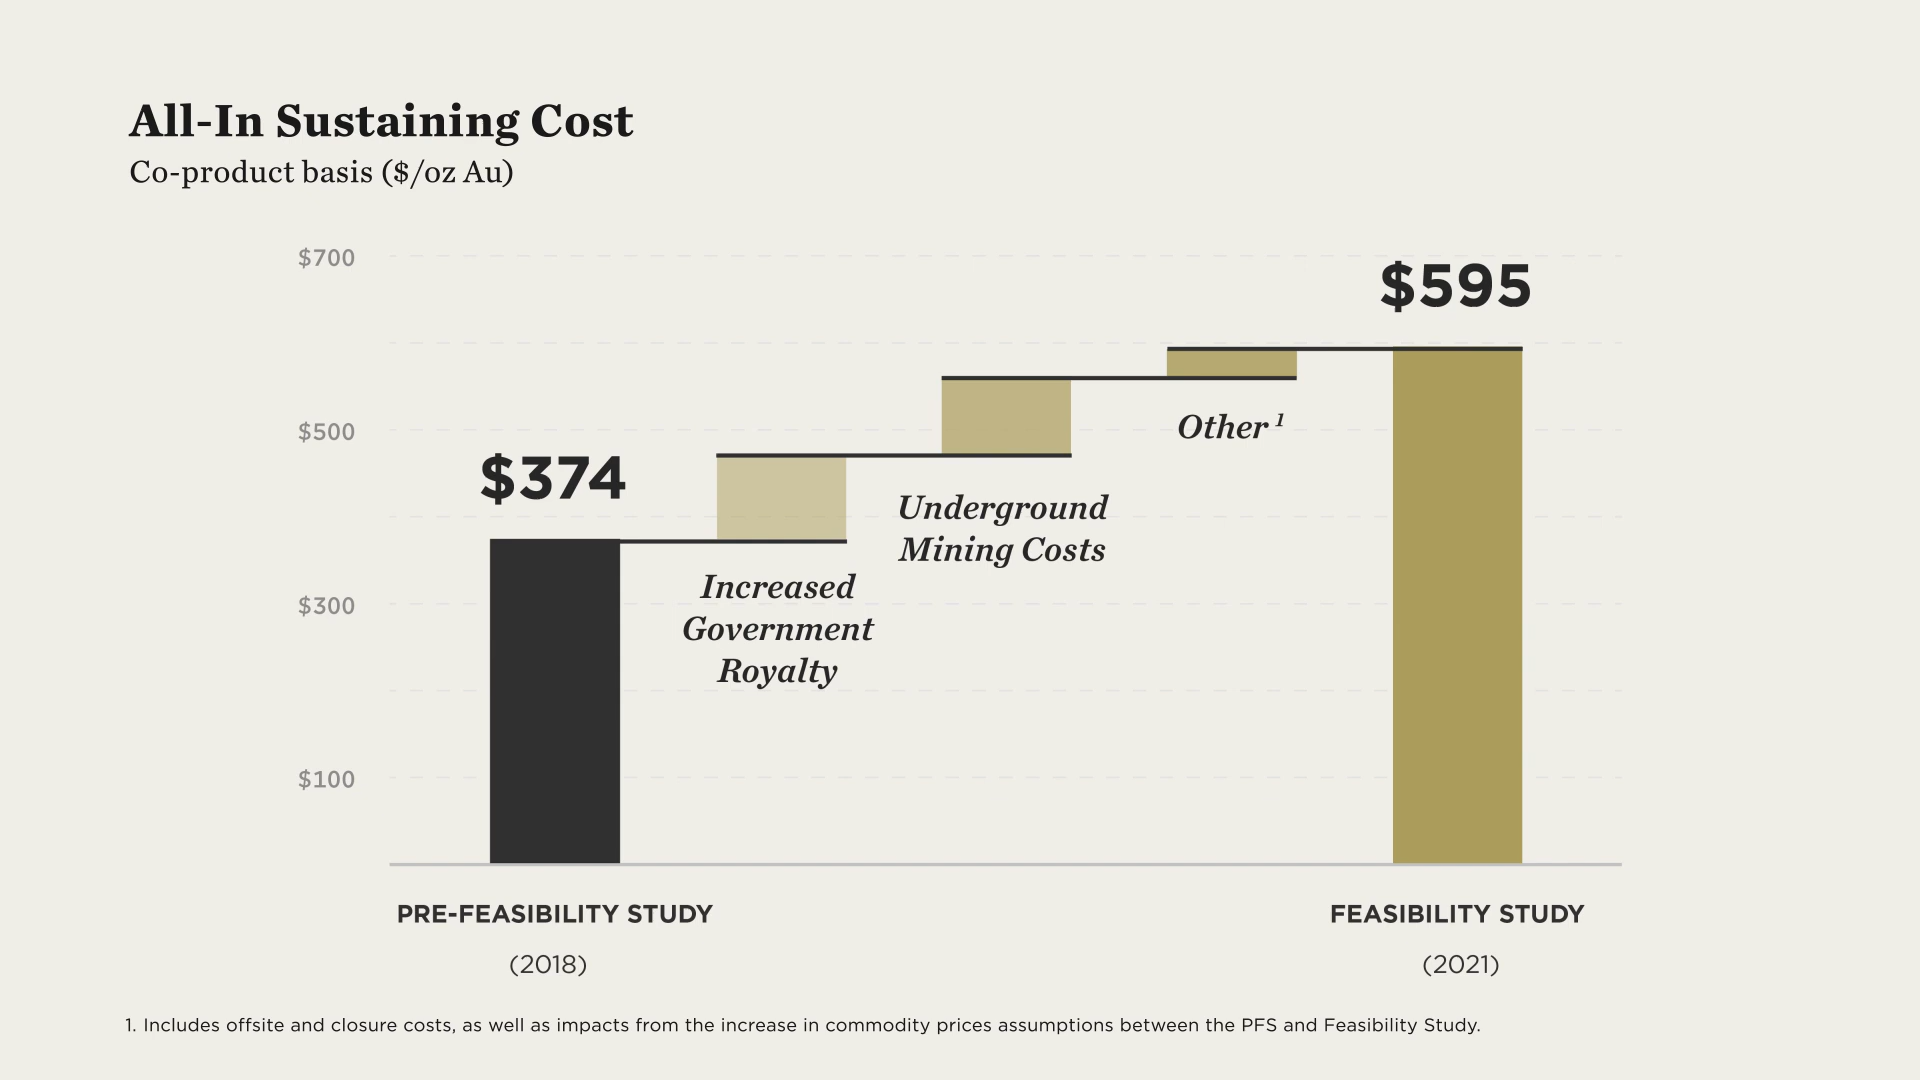 All-In Sustaining Cost
Co-product basis ($/oz Au)
$700
$595
$500
Other ¹
$374
Underground
Mining Costs
Increased
Government
Royalty
$300
$100
PRE-FEASIBILITY STUDY
(2018)
FEASIBILITY STUDY
(2021)
1. Includes offsite and closure costs, as well as impacts from the increase in commodity prices assumptions between the PFS and Feasibility Study.